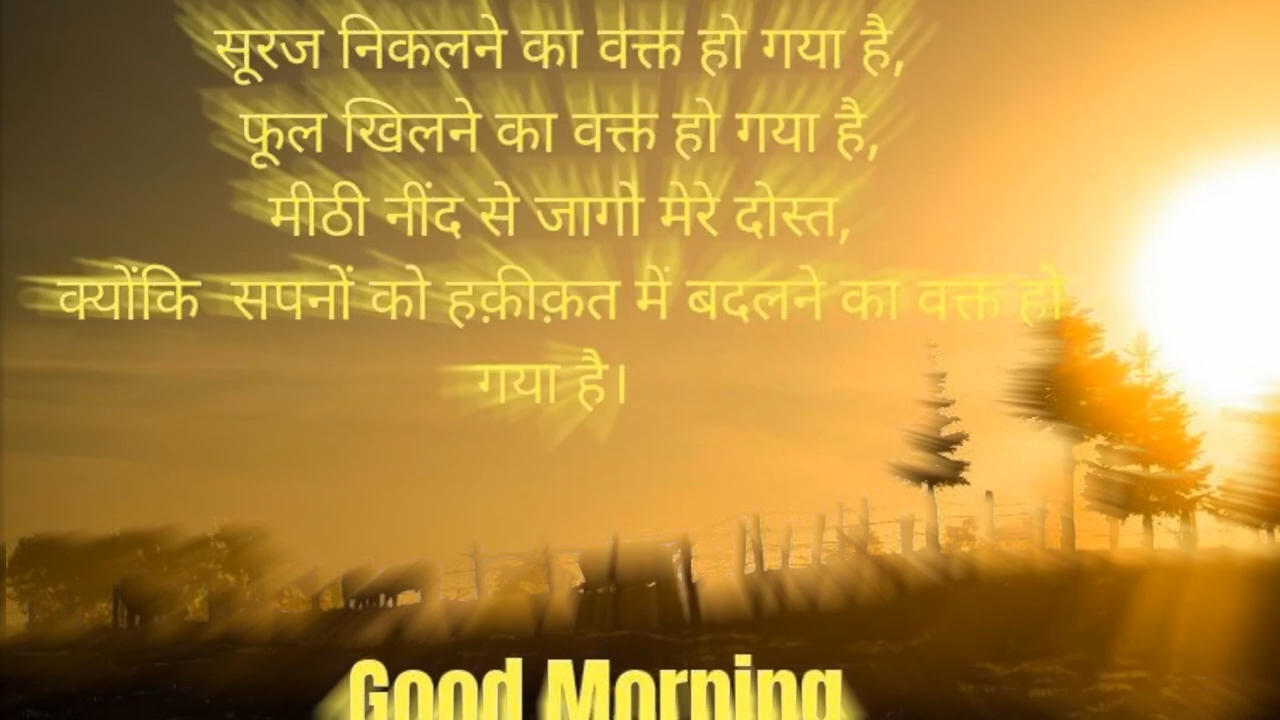 सूरज निकलने का वक्त हो गया है,
फूल खिलने का वक्त हो गया है,
मीठी नींद से जागो मेरे दोस्त,
क्योंकि सपनों को हक़ीक़त में बदलने का वक्त हो
गया है।
Good Morning